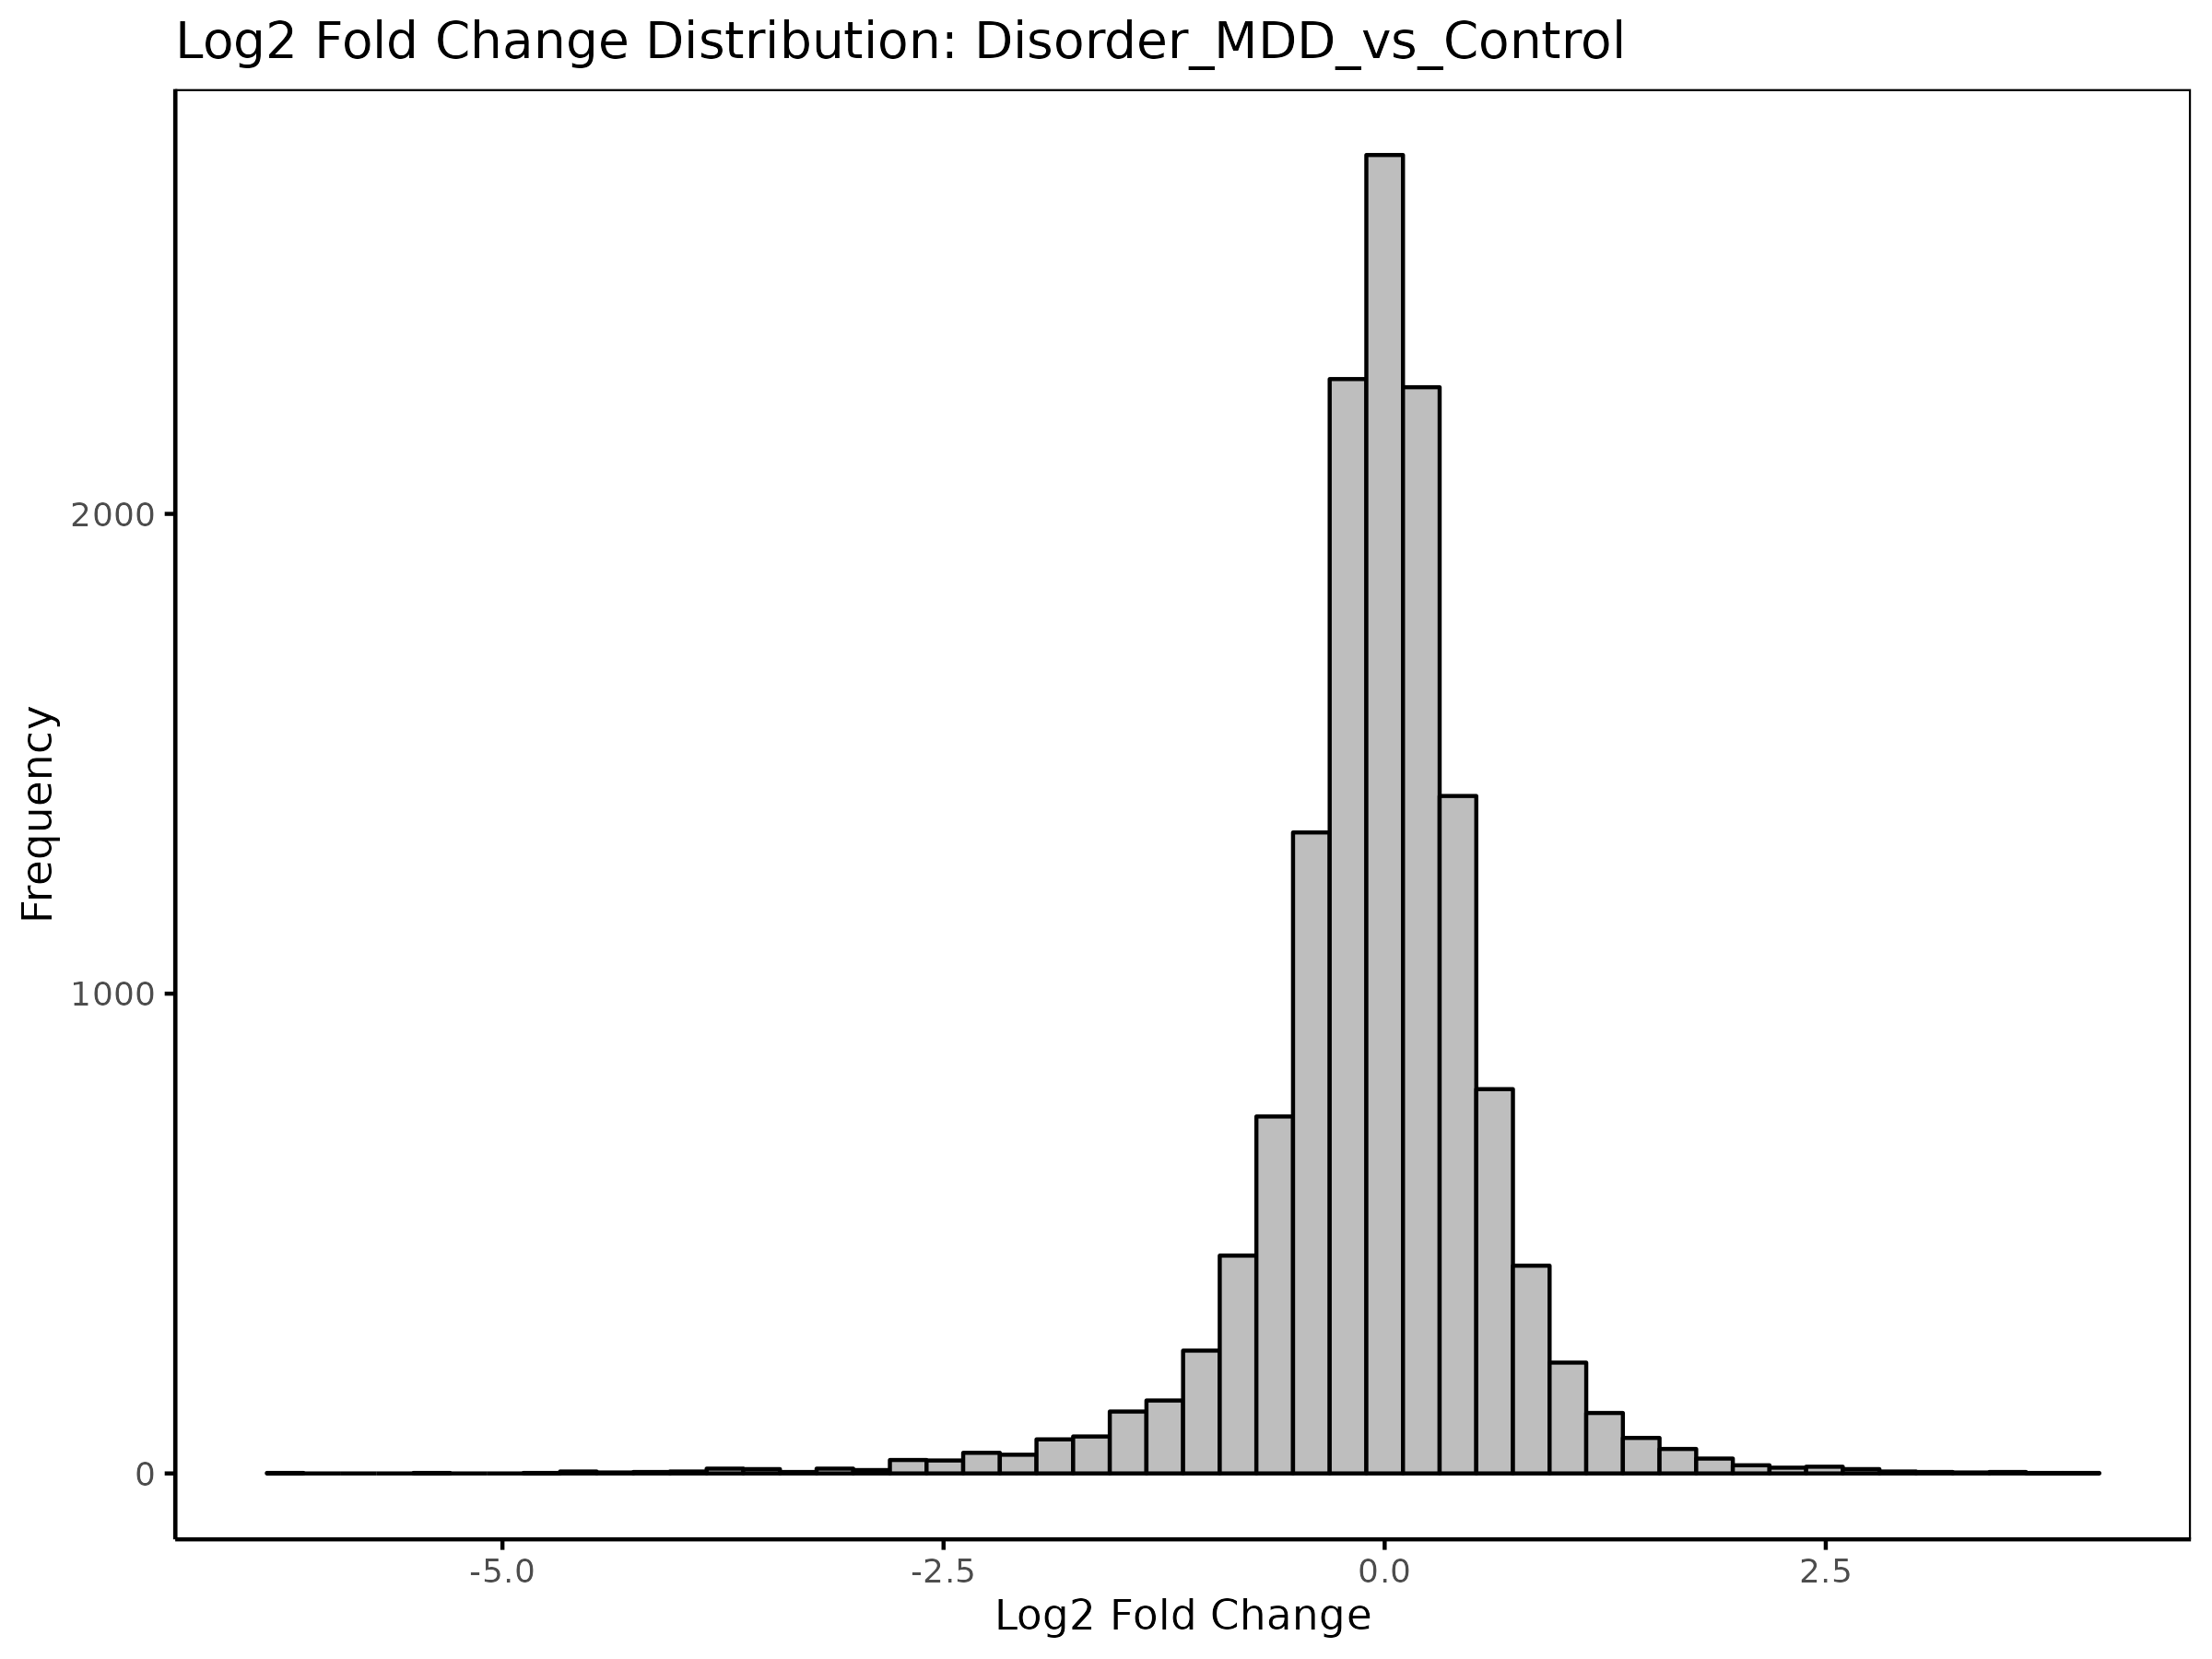 Log2 Fold Change Distribution: Disorder_MDD_vs_Control
Frequency
2000
1000
0
-5.0 -2.5 0.0 2.5
Log2 Fold Change